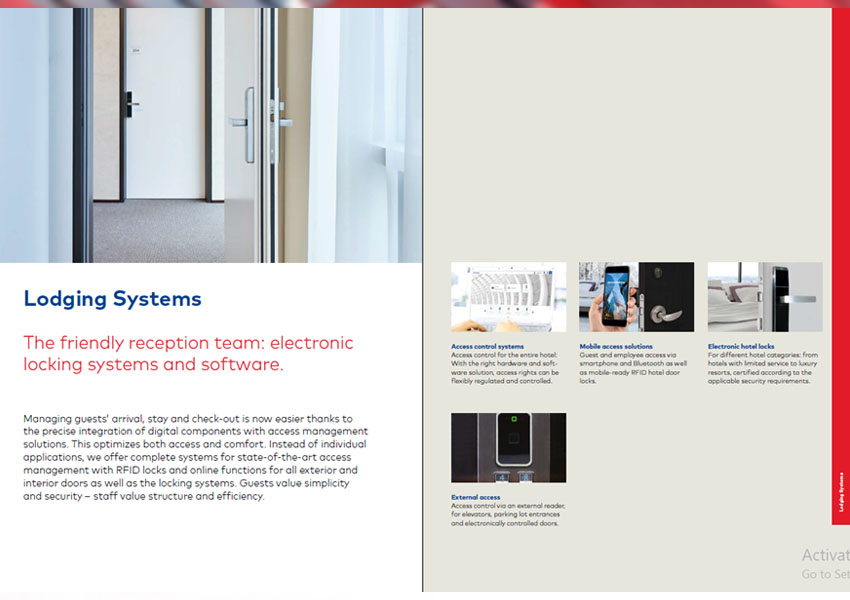 Lodging Systems
The friendly reception team: electronic
locking systems and software.
Managing guests' arrival, stay and check-out is now easier thanks to
the precise integration of digital components with access management
solutions. This optimizes both access and comfort. Instead of individual
applications, we offer complete systems for state-of-the-art access
management with RFID locks and online functions for all exterior and
interior doors as well as the locking systems. Guests value simplicity
and security – staff value structure and efficiency.
Access control systems
Access control for the entire hotel:
With the right hardware and soft-
ware solution, access rights can be
flexibly regulated and controlled.
Mobile access solutions
Guest and employee access via
smartphone and Bluetooth as well
as mobile-ready RFID hotel door
locks.
Electronic hotel locks
For different hotel categories: from
hotels with limited service to luxury
resorts, certified according to the
applicable security requirements.
External access
Access control via an external reader,
for elevators, parking lot entrances
and electronically controlled doors.
Lodging Systems
Activat
Go to Set